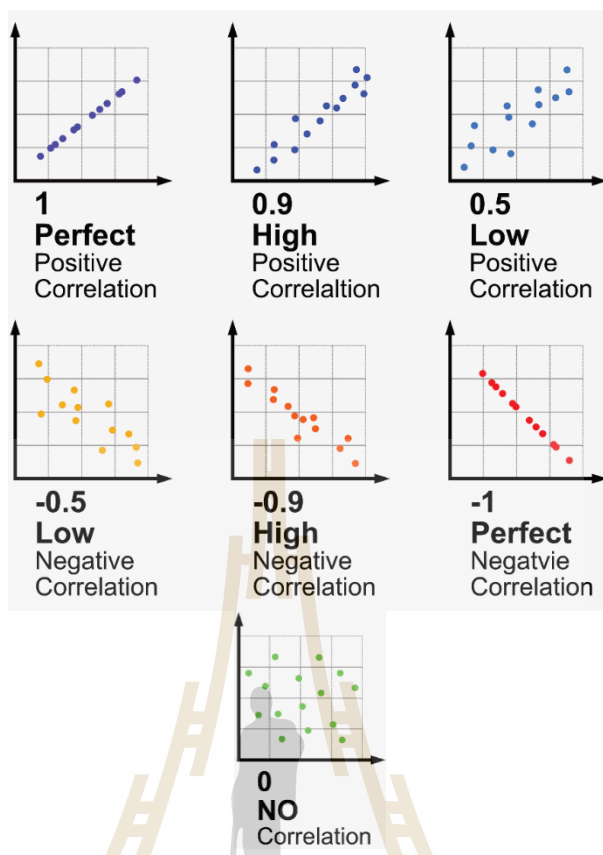 1
Perfect
Positive
Correlation
0.9
High
Positive
Correlaltion
0.5
Low
Positive
Correlation
-0.5
Low
Negative
Correlation
-0.9
High
Negative
Correlation
-1
Perfect
Negatvie
Correlation
0
NO
Correlation